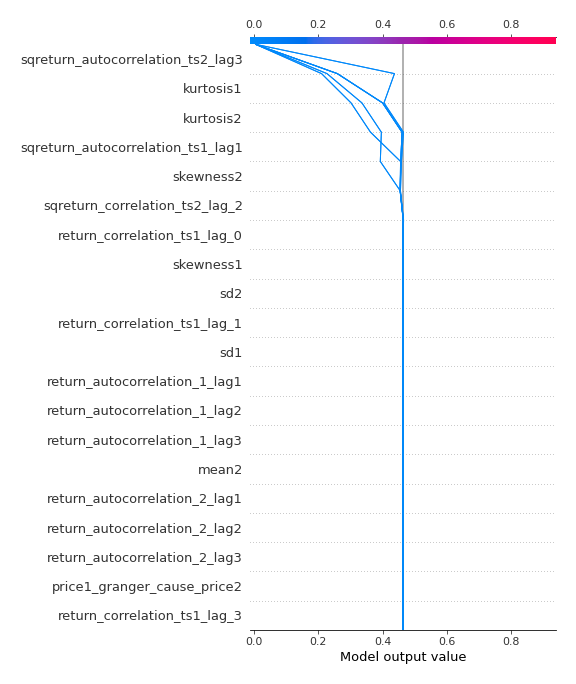 0.0 0.2 0.4 0.6 0.8
sqreturn_autocorrelation_ts2_lag3
kurtosis1
kurtosis2
sqreturn_autocorrelation_ts1_lag1
skewness2
sqreturn_correlation_ts2_lag_2
return_correlation_ts1_lag_0
skewness1
sd2
return_correlation_ts1_lag_1
sd1
return_autocorrelation_1_lag1
return_autocorrelation_1_lag2
return_autocorrelation_1_lag3
mean2
return_autocorrelation_2_lag1
return_autocorrelation_2_lag2
return_autocorrelation_2_lag3
price1_granger_cause_price2
return_correlation_ts1_lag_3
0.0 0.2 0.4 0.6 0.8
Model output value